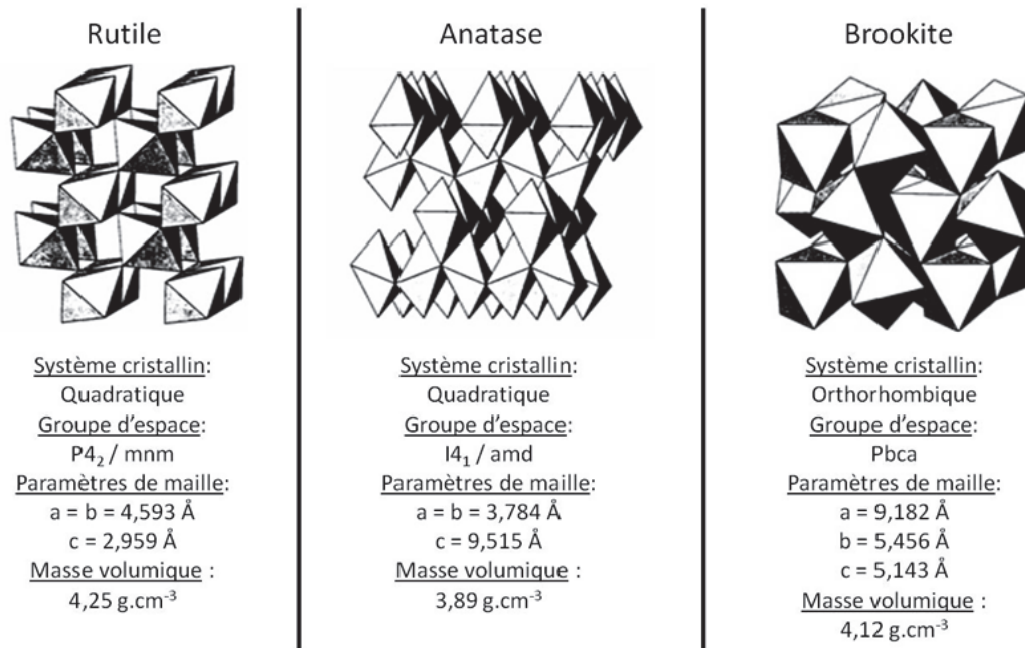 Rutile
Système cristallin:
Quadratique
Groupe d'espace:
P4₂ / mnm
Paramètres de maille:
a = b = 4,593 Å
c = 2,959 Å
Masse volumique :
4,25 g.cm⁻³
Anatase
Système cristallin:
Quadratique
Groupe d'espace:
I4₁ / amd
Paramètres de maille:
a = b = 3,784 Å
c = 9,515 Å
Masse volumique :
3,89 g.cm⁻³
Brookite
Système cristallin:
Orthorhombique
Groupe d'espace:
Pbca
Paramètres de maille:
a = 9,182 Å
b = 5,456 Å
c = 5,143 Å
Masse volumique :
4,12 g.cm⁻³